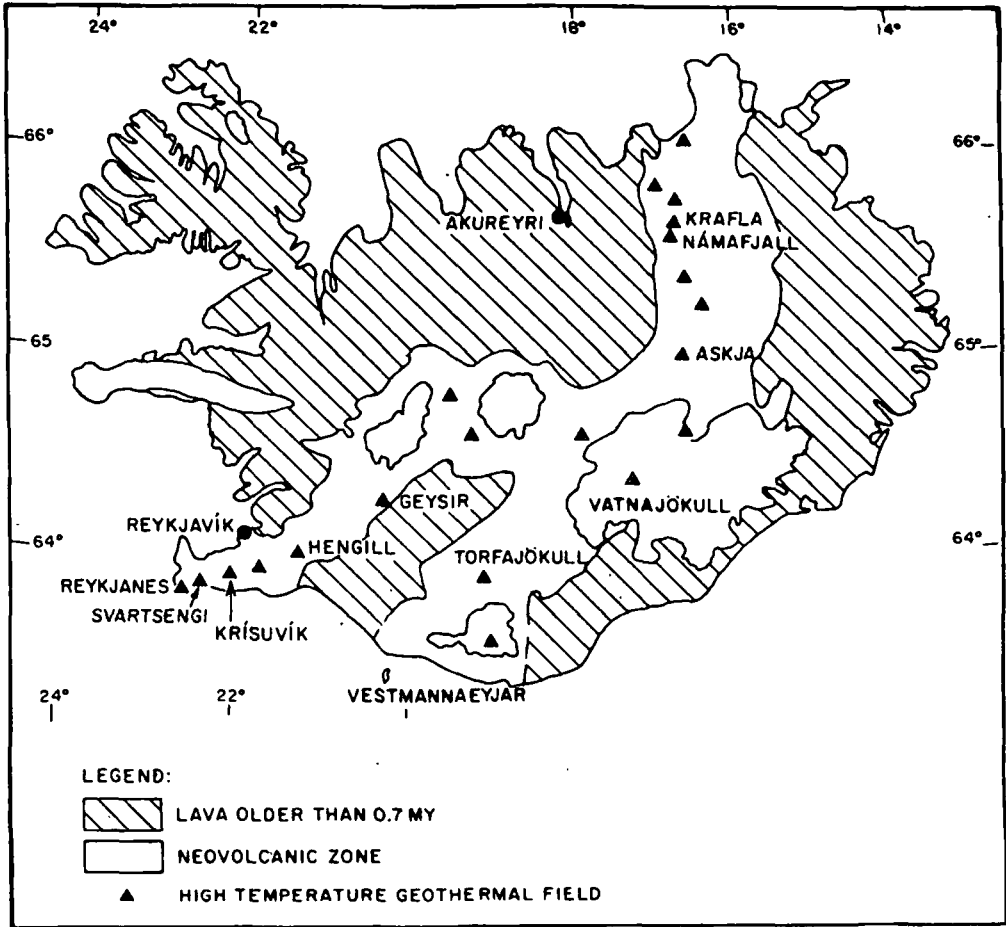 24°
22°
18°
16°
14°
66°
66°
AKUREYRI
KRAFLA
NÁMAFJALL
65°
65°
ASKJA
GEYSIR
VATNAJÖKULL
REYKJAVÍK
64°
64°
HENGILL
TORFAJÖKULL
REYKJANES
SVARTSENGI
KRÍSUVÍK
VESTMANNAEYJAR
24°
22°
LEGEND:
LAVA OLDER THAN 0.7 MY
NEOVOLCANIC ZONE
HIGH TEMPERATURE GEOTHERMAL FIELD